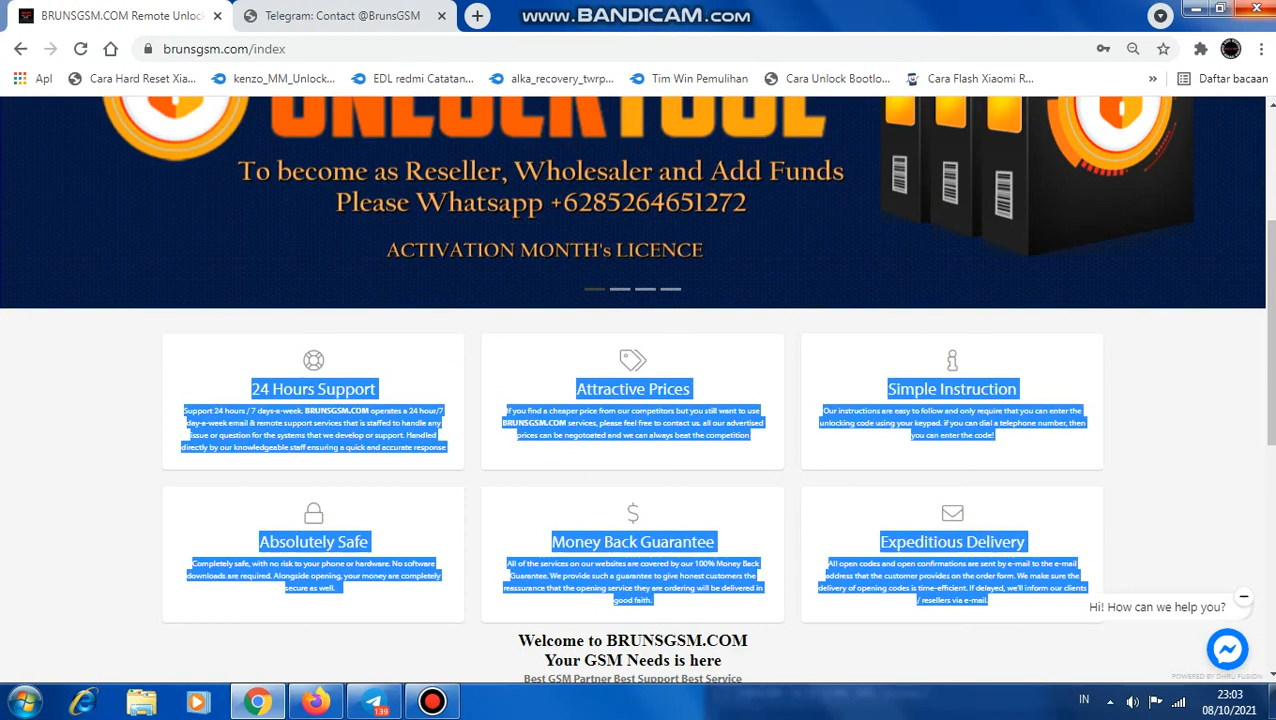 www.BANDICAM.com
BRUNSGSM.COM Remote Unlock
Telegram: Contact @BrunsGSM
brunsgsm.com/index
Apl
Cara Hard Reset Xia...
kenzo_MM_Unlock...
EDL redmi Catatan...
alka_recovery_twrp...
Tim Win Pemulihan
Cara Unlock Bootlo...
Cara Flash Xiaomi R...
»
Daftar bacaan
UNLOCKTOOL
To become as Reseller, Wholesaler and Add Funds
Please Whatsapp +6285264651272
ACTIVATION MONTH's LICENCE
24 Hours Support
Support 24 hours / 7 days-a-week. BRUNSGSM.COM operates a 24 hour/7
day-a-week email & remote support services that is staffed to handle any
issue or question for the systems that we develop or support. Handled
directly by our knowledgeable staff ensuring a quick and accurate response
Attractive Prices
If you find a cheaper price from our competitors but you still want to use
BRUNSGSM.COM services, please feel free to contact us. all our advertised
prices can be negotoated and we can always beat the competition
Simple Instruction
Our instructions are easy to follow and only require that you can enter the
unlocking code using your keypad. if you can dial a telephone number, then
you can enter the code!
Absolutely Safe
Completely safe, with no risk to your phone or hardware. No software
downloads are required. Alongside opening, your money are completely
secure as well.
$
Money Back Guarantee
All of the services on our websites are covered by our 100% Money Back
Guarantee. We provide such a guarantee to give honest customers the
reassurance that the opening service they are ordering will be delivered in
good faith.
Expeditious Delivery
All open codes and open confirmations are sent by e-mail to the e-mail
address that the customer provides on the order form. We make sure the
delivery of opening codes is time-efficient. If delayed, we'll inform our clients
/ resellers via e-mail.
Hi! How can we help you?
Welcome to BRUNSGSM.COM
Your GSM Needs is here
Best GSM Partner Best Support Best Service
POWERED BY DHRU FUSION
139
IN
23:03
08/10/2021